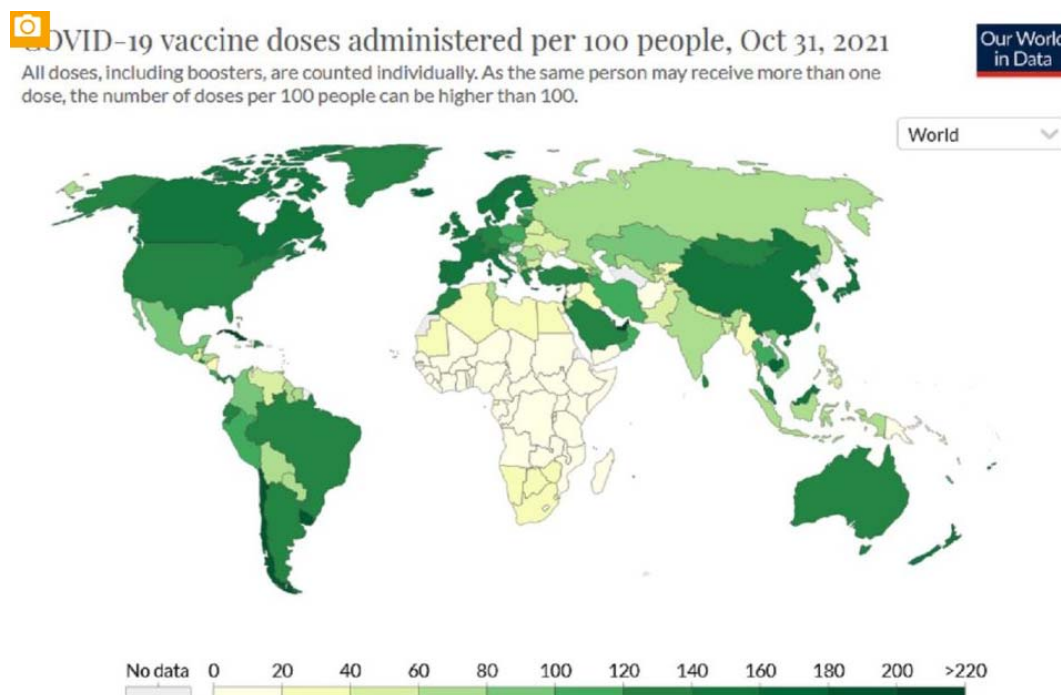 COVID-19 vaccine doses administered per 100 people, Oct 31, 2021
Our World
in Data
All doses, including boosters, are counted individually. As the same person may receive more than one
dose, the number of doses per 100 people can be higher than 100.
World
No data 0 20 40 60 80 100 120 140 160 180 200 >220